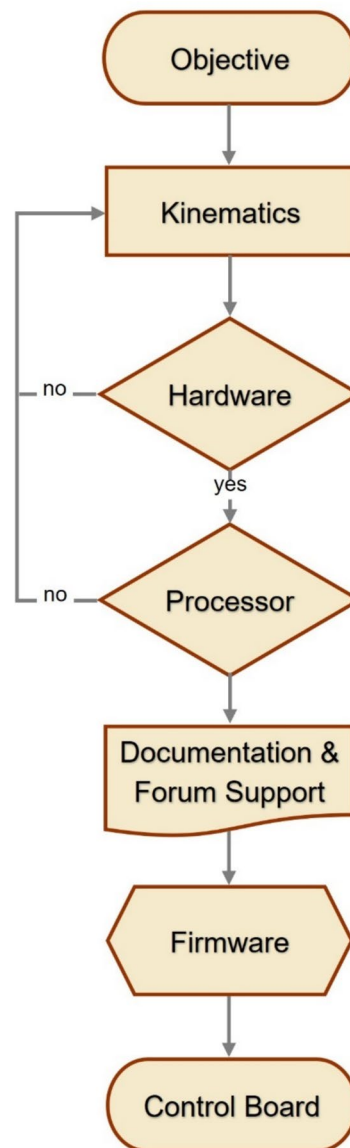 Objective
Kinematics
no
Hardware
yes
no
Processor
Documentation &
Forum Support
Firmware
Control Board